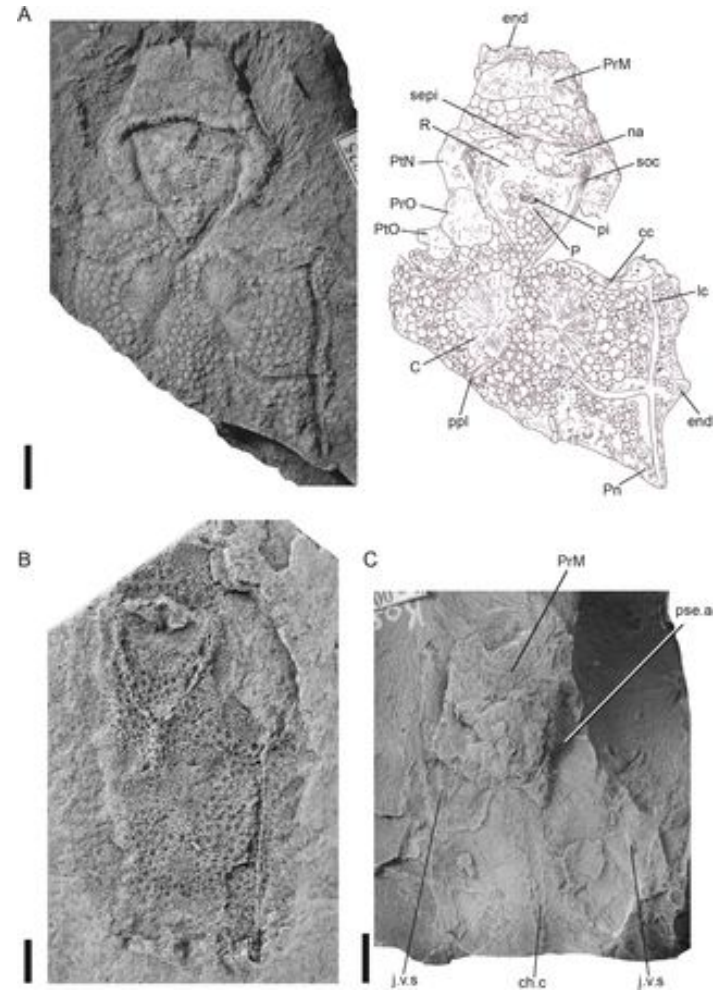 A
end
PrM
sepi
R
na
PtN
soc
PrO
pi
PtO
P
cc
lc
C
ppl
end
Pn
B
C
PrM
pse.a
j.v.s
ch.c
j.v.s